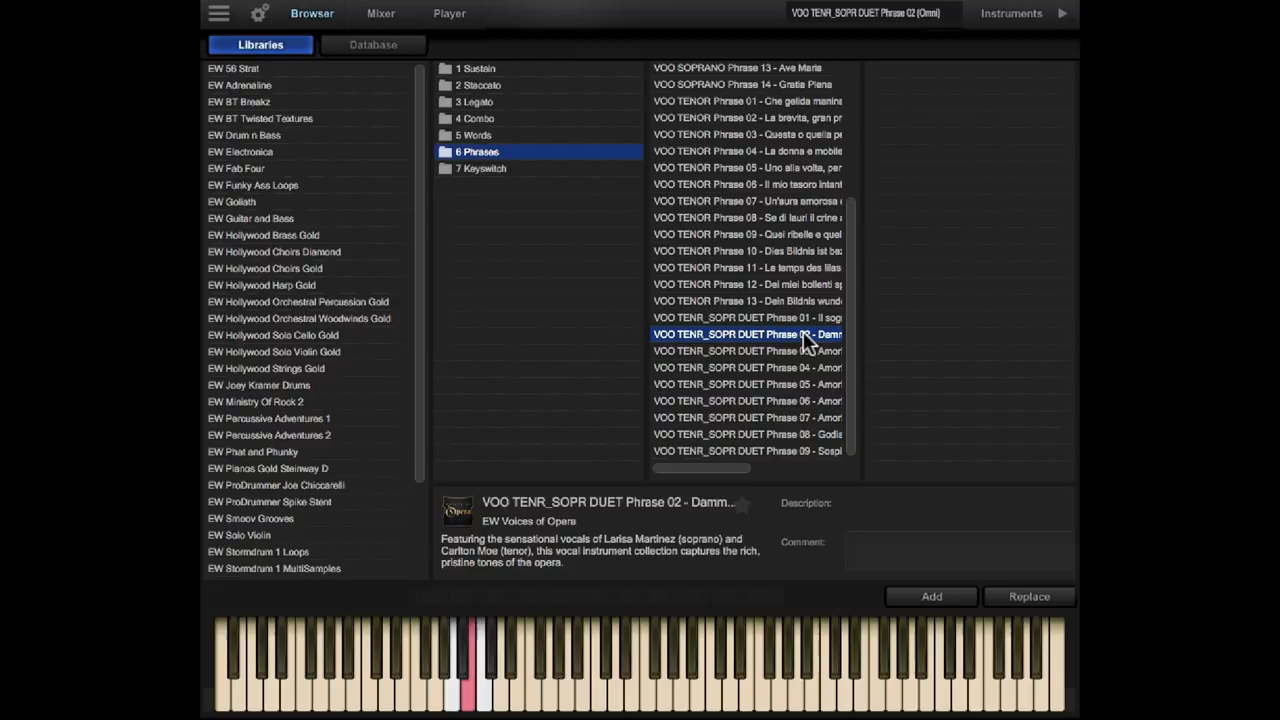 Browser
Mixer
Player
VOO TENR_SOPR DUET Phrase 02 (Omni)
Instruments
Libraries
Database
EW 56 Strat
EW Adrenaline
EW BT Breakz
EW BT Twisted Textures
EW Drum n Bass
EW Electronica
EW Fab Four
EW Funky Ass Loops
EW Goliath
EW Guitar and Bass
EW Hollywood Brass Gold
EW Hollywood Choirs Diamond
EW Hollywood Choirs Gold
EW Hollywood Harp Gold
EW Hollywood Orchestral Percussion Gold
EW Hollywood Orchestral Woodwinds Gold
EW Hollywood Solo Cello Gold
EW Hollywood Solo Violin Gold
EW Hollywood Strings Gold
EW Joey Kramer Drums
EW Ministry Of Rock 2
EW Percussive Adventures 1
EW Percussive Adventures 2
EW Phat and Phunky
EW Pianos Gold Steinway D
EW ProDrummer Joe Chiccarelli
EW ProDrummer Spike Stent
EW Smoov Grooves
EW Solo Violin
EW Stormdrum 1 Loops
EW Stormdrum 1 MultiSamples
1 Sustain
2 Staccato
3 Legato
4 Combo
5 Words
6 Phrases
7 Keyswitch
VOO SOPRANO Phrase 13 - Ave Maria
VOO SOPRANO Phrase 14 - Gratia Plena
VOO TENOR Phrase 01 - Che gelida manina
VOO TENOR Phrase 02 - La brevita, gran pr
VOO TENOR Phrase 03 - Questa o quella pe
VOO TENOR Phrase 04 - La donna e mobile
VOO TENOR Phrase 05 - Uno alla volta, per
VOO TENOR Phrase 06 - Il mio tesoro intant
VOO TENOR Phrase 07 - Un'aura amorosa
VOO TENOR Phrase 08 - Se di lauri il crine
VOO TENOR Phrase 09 - Quel ribelle e quel
VOO TENOR Phrase 10 - Dies Bildnis ist bez
VOO TENOR Phrase 11 - Le temps des lilas
VOO TENOR Phrase 12 - Dei miei bollenti sp
VOO TENOR Phrase 13 - Dein Bildnis wund
VOO TENR_SOPR DUET Phrase 01 - Il sog
VOO TENR_SOPR DUET Phrase 02 - Damm
VOO TENR_SOPR DUET Phrase 03 - Amor
VOO TENR_SOPR DUET Phrase 04 - Amor
VOO TENR_SOPR DUET Phrase 05 - Amor
VOO TENR_SOPR DUET Phrase 06 - Amor
VOO TENR_SOPR DUET Phrase 07 - Amor
VOO TENR_SOPR DUET Phrase 08 - Godia
VOO TENR_SOPR DUET Phrase 09 - Sospi
Opera
VOO TENR_SOPR DUET Phrase 02 - Damm...
EW Voices of Opera
Featuring the sensational vocals of Larisa Martinez (soprano) and
Carlton Moe (tenor), this vocal instrument collection captures the rich,
pristine tones of the opera.
Description:
Comment:
Add
Replace